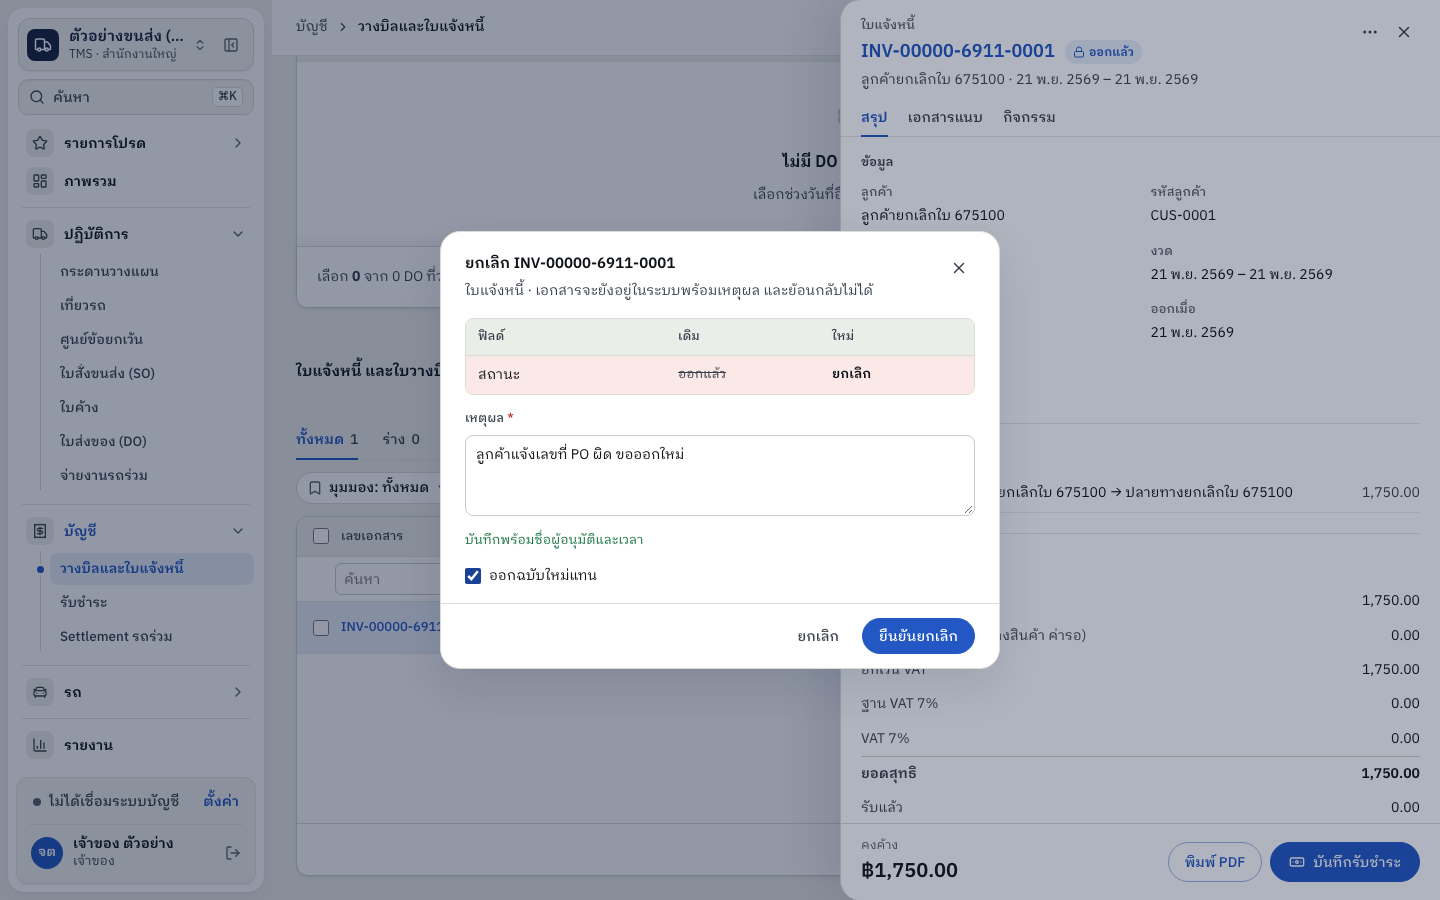 ตัวอย่างขนส่ง (...
TMS · สำนักงานใหญ่
ค้นหา
⌘K
รายการโปรด
ภาพรวม
ปฏิบัติการ
กระดานวางแผน
เที่ยวรถ
ศูนย์ข้อยกเว้น
ใบสั่งขนส่ง (SO)
ใบค้าง
ใบส่งของ (DO)
จ่ายงานรถร่วม
บัญชี
วางบิลและใบแจ้งหนี้
รับชำระ
Settlement รถร่วม
รถ
รายงาน
ไม่ได้เชื่อมระบบบัญชี
ตั้งค่า
จต
เจ้าของ ตัวอย่าง
เจ้าของ
บัญชี > วางบิลและใบแจ้งหนี้
ไม่มี DO
เลือกช่วงวันที่
เลือก 0 จาก 0 DO
ใบแจ้งหนี้ และใบวาง
ทั้งหมด 1
ร่าง 0
มุมมอง: ทั้งหมด
เลขเอกสาร
ค้นหา
INV-00000-6911
ใบแจ้งหนี้
INV-00000-6911-0001
ออกแล้ว
ลูกค้ายกเลิกใบ 675100 · 21 พ.ย. 2569 – 21 พ.ย. 2569
สรุป
เอกสารแนบ
กิจกรรม
ข้อมูล
ลูกค้า
รหัสลูกค้า
ลูกค้ายกเลิกใบ 675100
CUS-0001
งวด
21 พ.ย. 2569 – 21 พ.ย. 2569
ออกเมื่อ
21 พ.ย. 2569
ยกเลิกใบ 675100 → ปลายทางยกเลิกใบ 675100
1,750.00
1,750.00
งสินค้า ค่ารอ)
0.00
ยกเว้น VAT
1,750.00
ฐาน VAT 7%
0.00
VAT 7%
0.00
ยอดสุทธิ
1,750.00
รับแล้ว
0.00
คงค้าง
฿1,750.00
พิมพ์ PDF
บันทึกรับชำระ
ยกเลิก INV-00000-6911-0001
ใบแจ้งหนี้ · เอกสารจะยังอยู่ในระบบพร้อมเหตุผล และย้อนกลับไม่ได้
ฟิลด์
เดิม
ใหม่
สถานะ
ออกแล้ว
ยกเลิก
เหตุผล *
ลูกค้าแจ้งเลขที่ PO ผิด ขอออกใหม่
บันทึกพร้อมชื่อผู้อนุมัติและเวลา
ออกฉบับใหม่แทน
ยกเลิก
ยืนยันยกเลิก